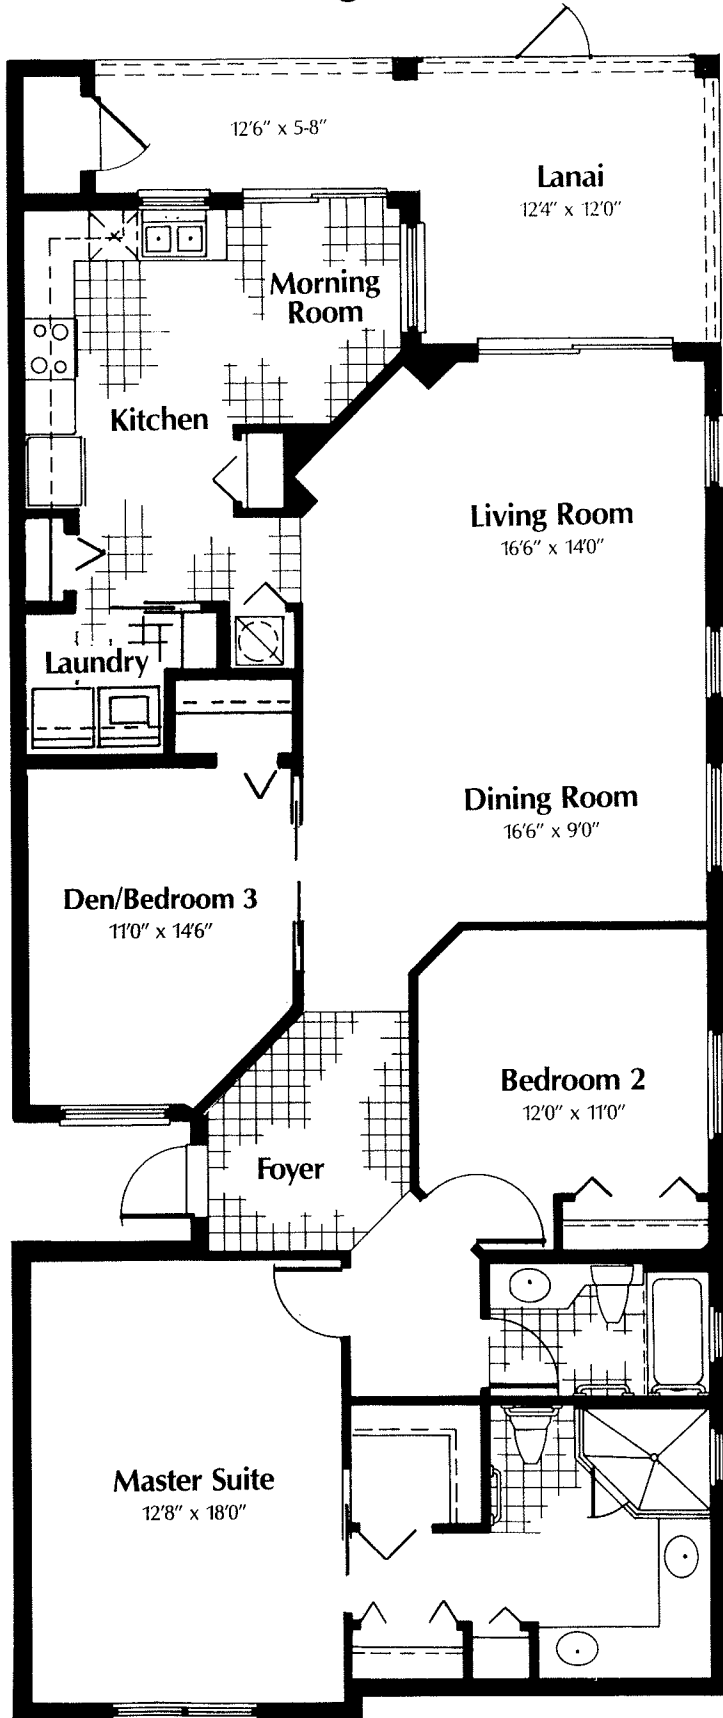 12'6" x 5-8"
Lanai
12'4" x 12'0"
Morning
Room
Kitchen
Living Room
16'6" x 14'0"
Laundry
Dining Room
16'6" x 9'0"
Den/Bedroom 3
11'0" x 14'6"
Bedroom 2
12'0" x 11'0"
Foyer
Master Suite
12'8" x 18'0"